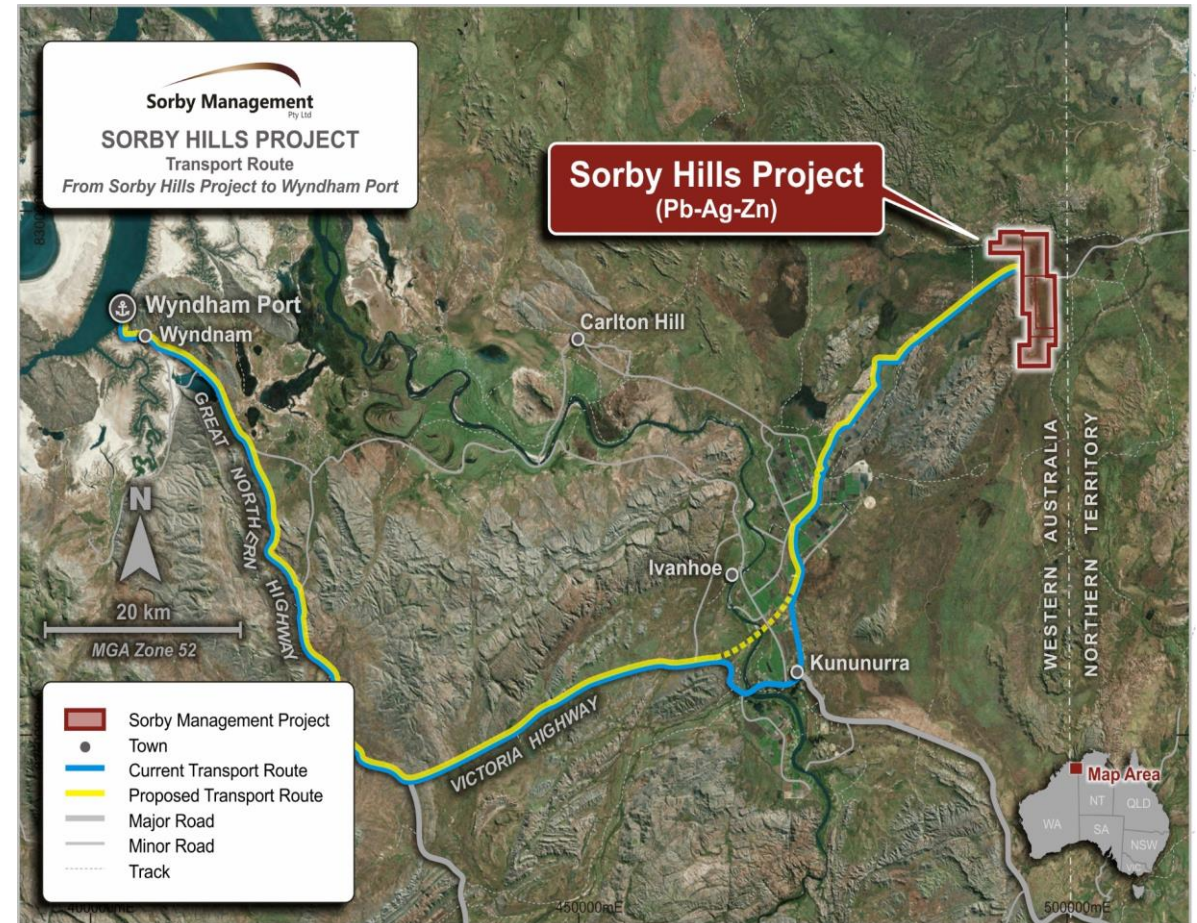 Sorby Management
Pty Ltd
SORBY HILLS PROJECT
Transport Route
From Sorby Hills Project to Wyndham Port
Sorby Hills Project
(Pb-Ag-Zn)
Wyndham Port
Wyndnam
Carlton Hill
GREAT NORTHERN HIGHWAY
N
20 km
MGA Zone 52
Ivanhoe
Kununurra
VICTORIA HIGHWAY
WESTERN AUSTRALIA
NORTHERN TERRITORY
Sorby Management Project
Town
Current Transport Route
Proposed Transport Route
Major Road
Minor Road
Track
Map Area
WA
NT
QLD
SA
NSW
VIC
450000mE
500000mE